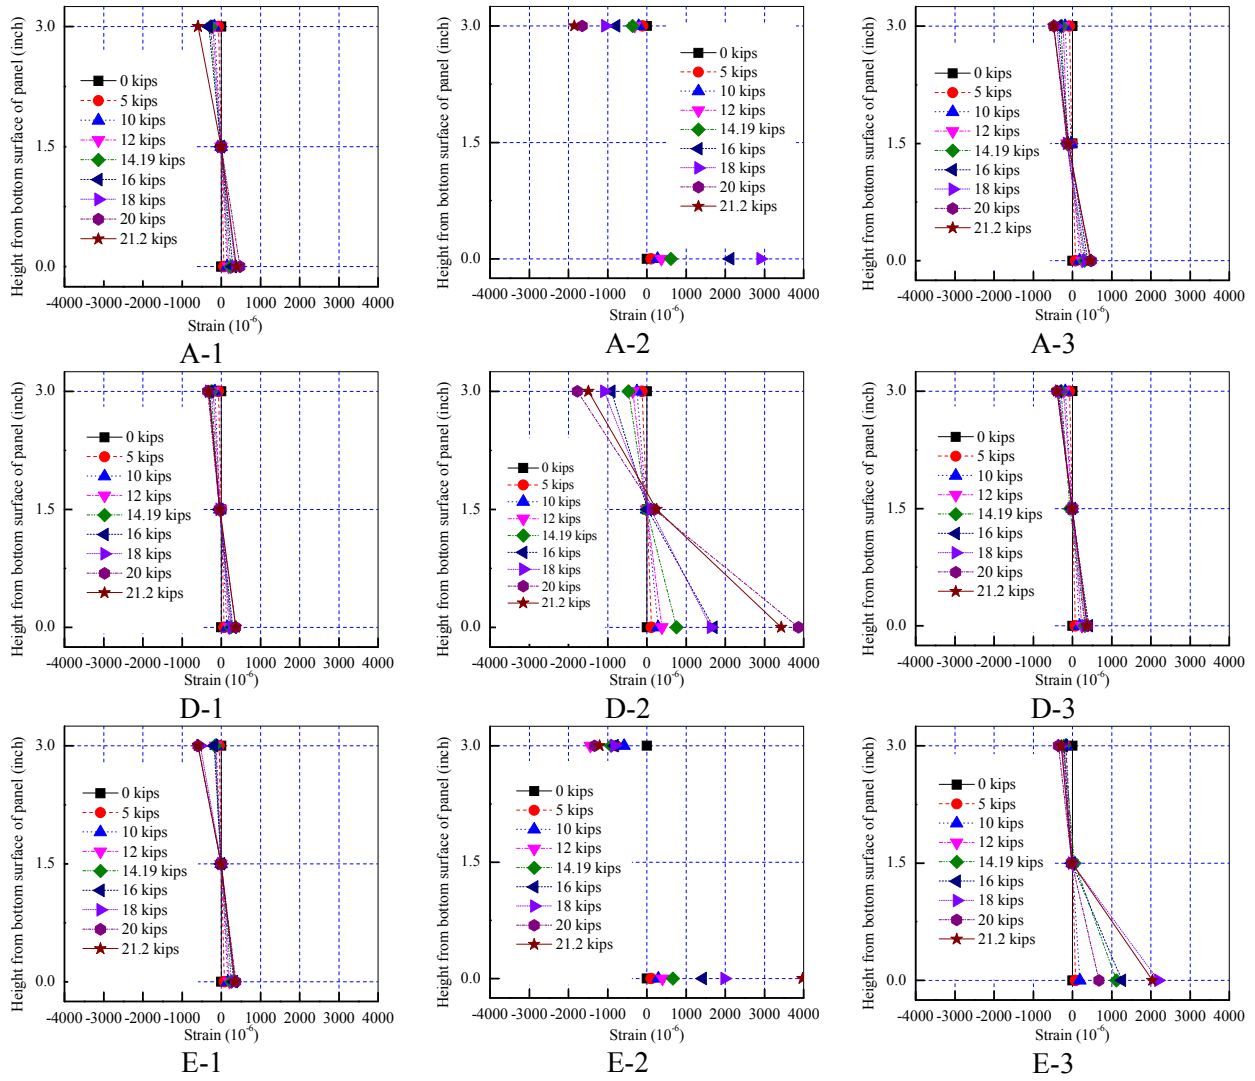 Height from bottom surface of panel (inch)
3.0
1.5
0.0
0 kips
5 kips
10 kips
12 kips
14.19 kips
16 kips
18 kips
20 kips
21.2 kips
-4000 -3000 -2000 -1000 0 1000 2000 3000 4000
Strain (10-6)
A-1
Height from bottom surface of panel (inch)
3.0
1.5
0.0
0 kips
5 kips
10 kips
12 kips
14.19 kips
16 kips
18 kips
20 kips
21.2 kips
-4000 -3000 -2000 -1000 0 1000 2000 3000 4000
Strain (10-6)
A-2
Height from bottom surface of panel (inch)
3.0
1.5
0.0
0 kips
5 kips
10 kips
12 kips
14.19 kips
16 kips
18 kips
20 kips
21.2 kips
-4000 -3000 -2000 -1000 0 1000 2000 3000 4000
Strain (10-6)
A-3
Height from bottom surface of panel (inch)
3.0
1.5
0.0
0 kips
5 kips
10 kips
12 kips
14.19 kips
16 kips
18 kips
20 kips
21.2 kips
-4000 -3000 -2000 -1000 0 1000 2000 3000 4000
Strain (10-6)
D-1
Height from bottom surface of panel (inch)
3.0
1.5
0.0
0 kips
5 kips
10 kips
12 kips
14.19 kips
16 kips
18 kips
20 kips
21.2 kips
-4000 -3000 -2000 -1000 0 1000 2000 3000 4000
Strain (10-6)
D-2
Height from bottom surface of panel (inch)
3.0
1.5
0.0
0 kips
5 kips
10 kips
12 kips
14.19 kips
16 kips
18 kips
20 kips
21.2 kips
-4000 -3000 -2000 -1000 0 1000 2000 3000 4000
Strain (10-6)
D-3
Height from bottom surface of panel (inch)
3.0
1.5
0.0
0 kips
5 kips
10 kips
12 kips
14.19 kips
16 kips
18 kips
20 kips
21.2 kips
-4000 -3000 -2000 -1000 0 1000 2000 3000 4000
Strain (10-6)
E-1
Height from bottom surface of panel (inch)
3.0
1.5
0.0
0 kips
5 kips
10 kips
12 kips
14.19 kips
16 kips
18 kips
20 kips
21.2 kips
-4000 -3000 -2000 -1000 0 1000 2000 3000 4000
Strain (10-6)
E-2
Height from bottom surface of panel (inch)
3.0
1.5
0.0
0 kips
5 kips
10 kips
12 kips
14.19 kips
16 kips
18 kips
20 kips
21.2 kips
-4000 -3000 -2000 -1000 0 1000 2000 3000 4000
Strain (10-6)
E-3